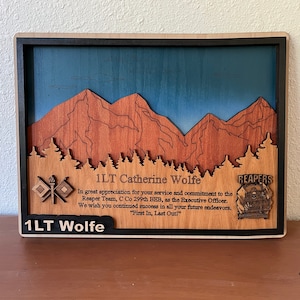 1LT Catherine Wolfe
In great appreciation for your service and commitment to the
Reaper Team, C Co 299th BEB, as the Executive Officer.
We wish you continued success in all your future endeavors.
"First In, Last Out!"
REAPERS
1LT Wolfe